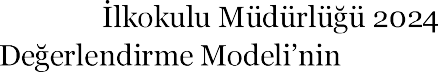 İlkokulu Müdürlüğü 2024
Değerlendirme Modeli’nin